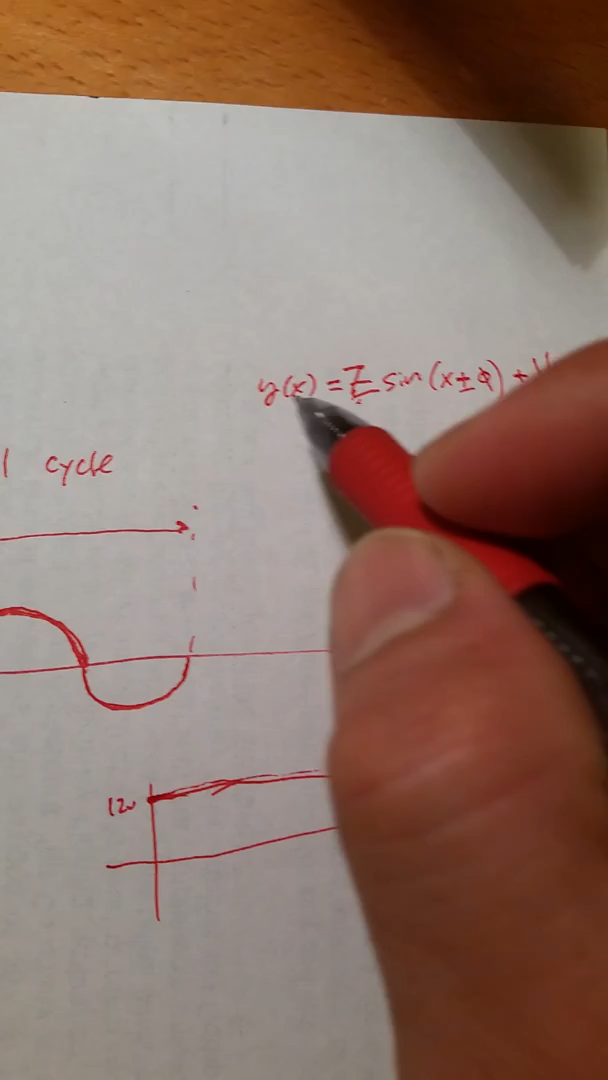 y(x) = Z sin(x ± φ) +
1 cycle
12v